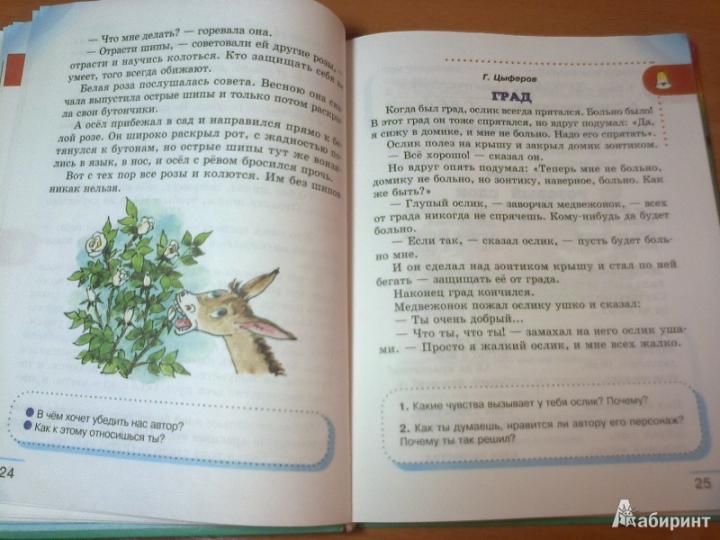 — Что мне делать? — горевала она.
— Отрасти шипы, — советовали ей другие розы, —
отрасти и научись колоться. Кто защищать себя не
умеет, того всегда обижают.
Белая роза послушалась совета. Весною она сна-
чала выпустила острые шипы и только потом раскры-
ла свои бутончики.
А осёл прибежал в сад и направился прямо к бе-
лой розе. Он широко раскрыл рот, с жадностью по-
тянулся к бутонам, но острые шипы тут же вонзи-
лись в язык, в нос, и осёл с рёвом бросился прочь.
Вот с тех пор все розы и колются. Им без шипов
никак нельзя.
В чём хочет убедить нас автор?
Как к этому относишься ты?
24
Г. Цыферов
ГРАД
Когда был град, ослик всегда прятался. Больно было!
В этот град он тоже спрятался, но вдруг подумал: «Да,
я сижу в домике, и мне не больно. Надо его спрятать».
Ослик полез на крышу и закрыл домик зонтиком.
— Всё хорошо! — сказал он.
Но вдруг опять подумал: «Теперь мне не больно,
домику не больно, но зонтику, наверное, больно. Как
же быть?»
— Глупый ослик, — заворчал медвежонок, — всех
от града никогда не спрячешь. Кому-нибудь да будет
больно.
— Если так, — сказал ослик, — пусть будет боль-
но мне.
И он сделал над зонтиком крышу и стал по ней
бегать — защищать её от града.
Наконец град кончился.
Медвежонок пожал ослику ушко и сказал:
— Ты очень добрый...
— Что ты, что ты! — замахал на него ослик уша-
ми. — Просто я жалкий ослик, и мне всех жалко.
1. Какие чувства вызывает у тебя ослик? Почему?
2. Как ты думаешь, нравится ли автору его персонаж?
Почему ты так решил?
25
Лабиринт